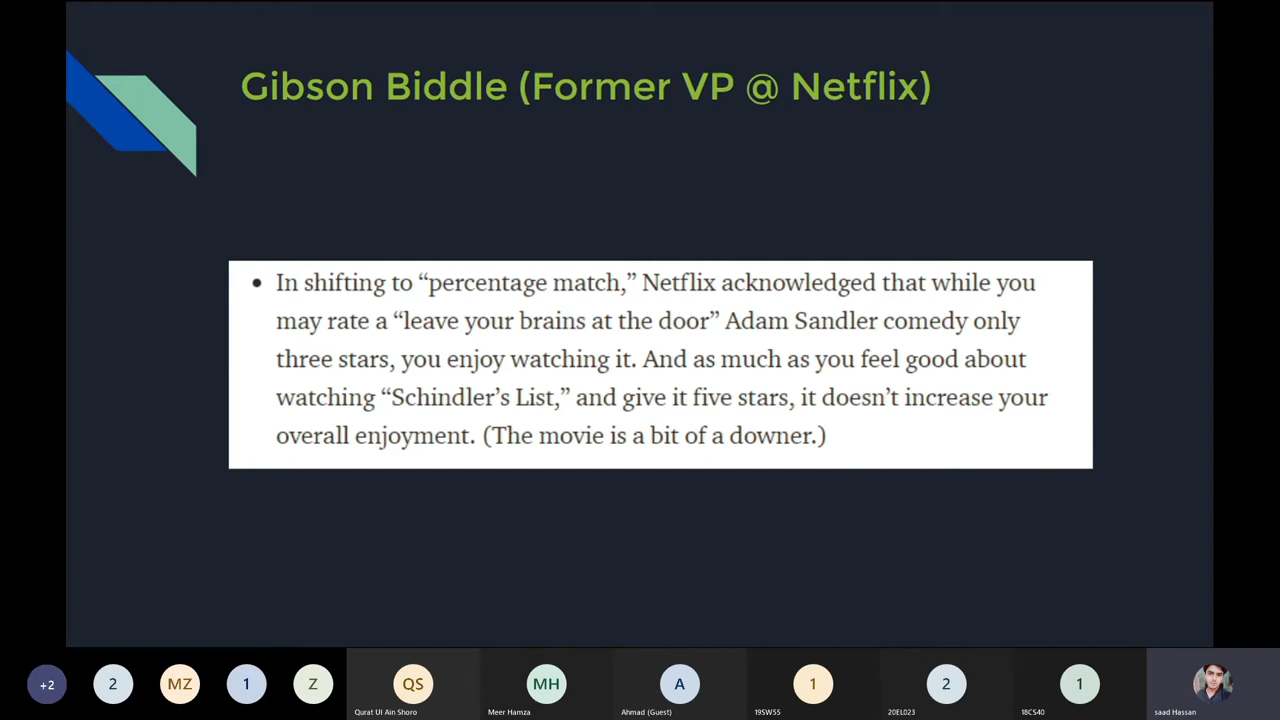 Gibson Biddle (Former VP @ Netflix)
• In shifting to “percentage match,” Netflix acknowledged that while you
may rate a “leave your brains at the door” Adam Sandler comedy only
three stars, you enjoy watching it. And as much as you feel good about
watching “Schindler’s List,” and give it five stars, it doesn’t increase your
overall enjoyment. (The movie is a bit of a downer.)
+2 2 MZ 1 Z QS MH A 1 2 1
Qurat Ul Ain Shoro Meer Hamza Ahmad (Guest) 19SW55 20EL023 18CS40 saad Hassan